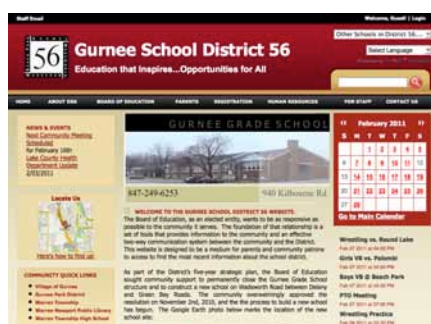 Staff Email
Welcome, Guest! | Login
Other Schools in District 56...
Select Language
56
Gurnee School District 56
Education that Inspires...Opportunities for All
HOME ABOUT D56 BOARD OF EDUCATION PARENTS REGISTRATION HUMAN RESOURCES FOR STAFF CONTACT US
NEWS & EVENTS
Next Community Meeting
Scheduled
for February 16th
Lake County Health
Department Update
2/03/2011
Locate Us
Here's how to find us
COMMUNITY QUICK LINKS
Village of Gurnee
Gurnee Park District
Warren Township
Warren Newport Public Library
Warren Township High School
GURNEE GRADE SCHOOL
847-249-6253 940 Kilbourne Rd
WELCOME TO THE GURNEE SCHOOL DISTRICT 56 WEBSITE.
The Board of Education, as an elected entity, wants to be as responsive as
possible to the community it serves. The foundation of that relationship is a
set of tools that provides information to the community and an effective
two-way communication system between the community and the District.
This website is designed to be a medium for parents and community patrons
to access to find the most recent information about the school district.
As part of the District's five-year strategic plan, the Board of Education
sought community support to permanently close the Gurnee Grade School
structure and to construct a new school on Wadsworth Road between Delany
and Green Bay Roads. The community overwhelmingly approved the
resolution on November 2nd, 2010, and the process to build a new school
has begun. The Google Earth photo below marks the location of the new
school site:
February 2011
S M T W T F S
1 2 3 4 5
6 7 8 9 10 11 12
13 14 15 16 17 18 19
20 21 22 23 24 25 26
27 28
Go to Main Calendar
Wrestling vs. Round Lake
Girls VB vs. Palombi
Boys VB @ Beach Park
PTO Meeting
Wrestling Practice